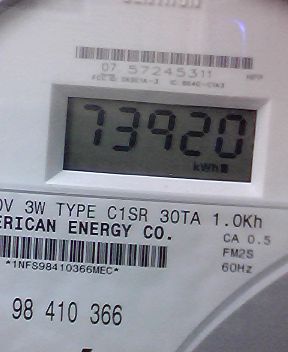 07 57245311
73920
kWh
0V 3W TYPE C1SR 30TA 1.0Kh
ERICAN ENERGY CO.
CA 0.5
FM2S
60Hz
*1NFS98410366MEC*
98 410 366